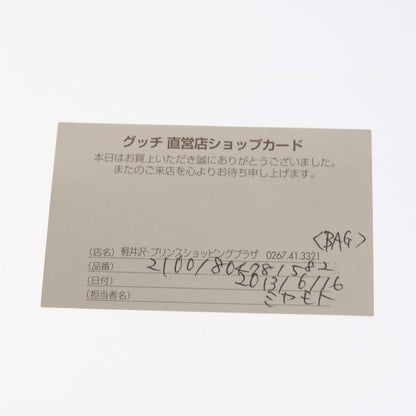 グッチ 直営店ショップカード
本日はお買上いただき誠にありがとうございました。
またのご来店を心よりお待ち申し上げます。
<BAG>
(店名) 軽井沢・プリンスショッピングプラザ 0267.41.3321
(品番) 21001804781582
(日付) 2013/6/16
(担当者名) ミヤモト